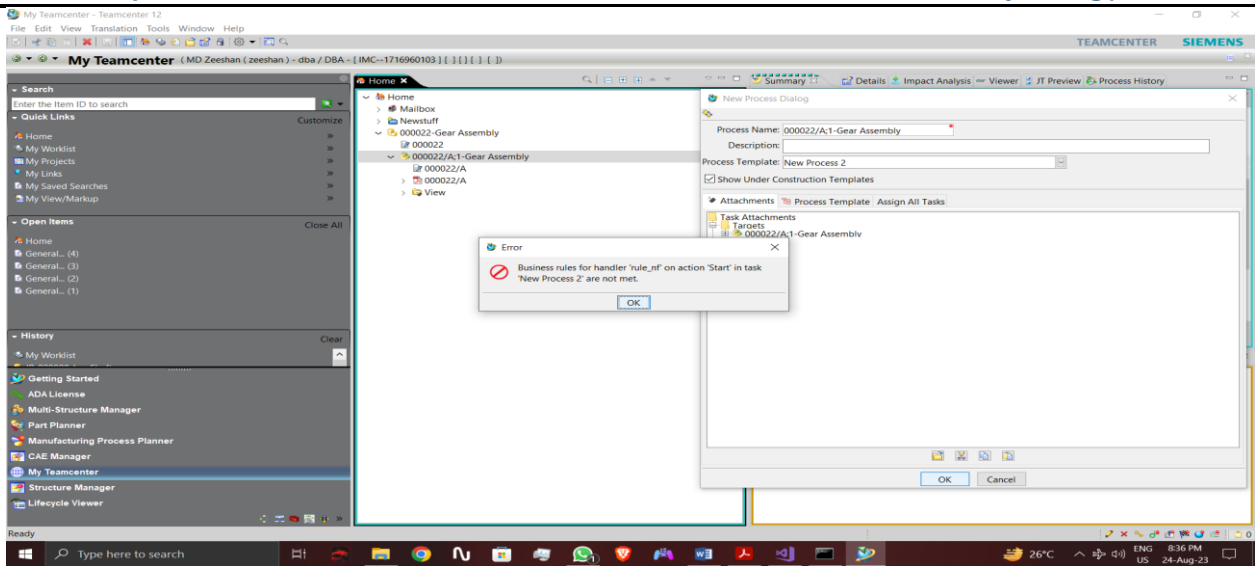 My Teamcenter - Teamcenter 12
File Edit View Translation Tools Window Help
TEAMCENTER SIEMENS
My Teamcenter ( MD Zeeshan ( zeeshan ) - dba / DBA - [ IMC--1716960103 ] [ ] [ ] [ ] [ ])
Search
Enter the Item ID to search
Quick Links Customize
Home
My Worklist
My Projects
My Links
My Saved Searches
My View/Markup
Open Items Close All
Home
General... (4)
General... (3)
General... (2)
General... (1)
History Clear
My Worklist
Getting Started
ADA License
Multi-Structure Manager
Part Planner
Manufacturing Process Planner
CAE Manager
My Teamcenter
Structure Manager
Lifecycle Viewer
Home
Home
Mailbox
Newstuff
000022-Gear Assembly
000022
000022/A;1-Gear Assembly
000022/A
000022/A
View
Summary Details Impact Analysis Viewer JT Preview Process History
New Process Dialog
Process Name: 000022/A;1-Gear Assembly *
Description:
Process Template: New Process 2
Show Under Construction Templates
Attachments Process Template Assign All Tasks
Task Attachments
Targets
000022/A;1-Gear Assembly
OK Cancel
Error
Business rules for handler 'rule_nf' on action 'Start' in task
'New Process 2' are not met.
OK
Ready
0
Type here to search
26°C
ENG
US
8:36 PM
24-Aug-23